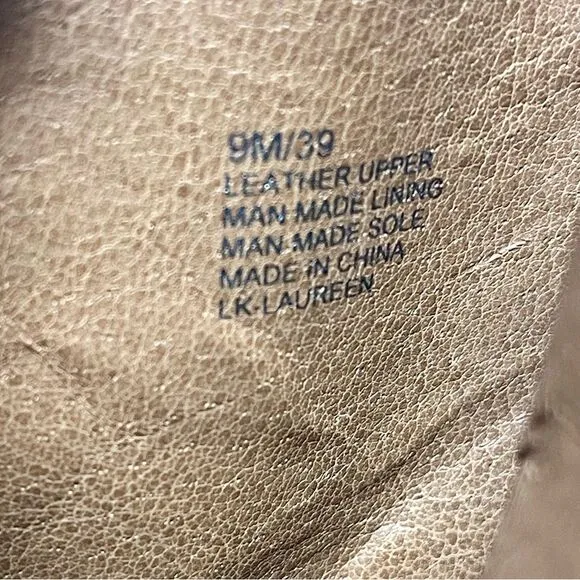 9M/39
LEATHER UPPER
MAN MADE LINING
MAN MADE SOLE
MADE IN CHINA
LK-LAUREEN